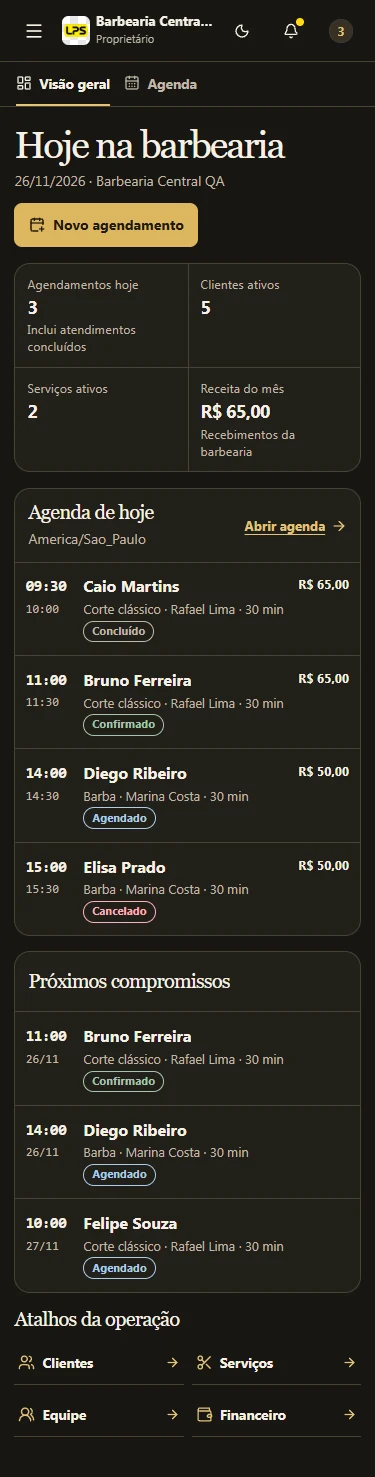 LPS
Barbearia Centra...
Proprietário
3
Visão geral
Agenda
Hoje na barbearia
26/11/2026 · Barbearia Central QA
Novo agendamento
Agendamentos hoje
3
Inclui atendimentos
concluídos
Clientes ativos
5
Serviços ativos
2
Receita do mês
R$ 65,00
Recebimentos da
barbearia
Agenda de hoje
America/Sao_Paulo
Abrir agenda
09:30 Caio Martins R$ 65,00
10:00 Corte clássico · Rafael Lima · 30 min
Concluído
11:00 Bruno Ferreira R$ 65,00
11:30 Corte clássico · Rafael Lima · 30 min
Confirmado
14:00 Diego Ribeiro R$ 50,00
14:30 Barba · Marina Costa · 30 min
Agendado
15:00 Elisa Prado R$ 50,00
15:30 Barba · Marina Costa · 30 min
Cancelado
Próximos compromissos
11:00 Bruno Ferreira
26/11 Corte clássico · Rafael Lima · 30 min
Confirmado
14:00 Diego Ribeiro
26/11 Barba · Marina Costa · 30 min
Agendado
10:00 Felipe Souza
27/11 Corte clássico · Rafael Lima · 30 min
Agendado
Atalhos da operação
Clientes
Serviços
Equipe
Financeiro